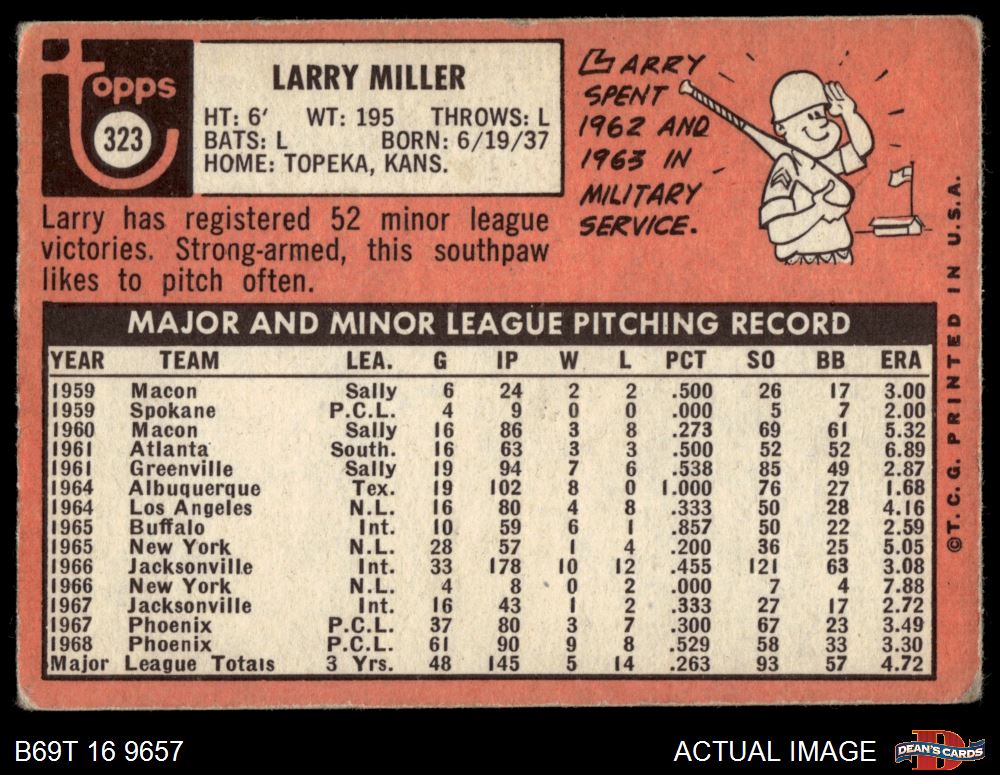 topps
323
LARRY MILLER
HT: 6' WT: 195 THROWS: L
BATS: L BORN: 6/19/37
HOME: TOPEKA, KANS.
Larry has registered 52 minor league
victories. Strong-armed, this southpaw
likes to pitch often.
LARRY
SPENT
1962 AND
1963 IN
MILITARY
SERVICE.
MAJOR AND MINOR LEAGUE PITCHING RECORD
YEAR TEAM LEA. G IP W L PCT SO BB ERA
1959 Macon Sally 6 24 2 2 .500 26 17 3.00
1959 Spokane P.C.L. 4 9 0 0 .000 5 7 2.00
1960 Macon Sally 16 86 3 8 .273 69 61 5.32
1961 Atlanta South. 16 63 3 3 .500 52 52 6.89
1961 Greenville Sally 19 94 7 6 .538 85 49 2.87
1964 Albuquerque Tex. 19 102 8 0 1.000 76 27 1.68
1964 Los Angeles N.L. 16 80 4 8 .333 50 28 4.16
1965 Buffalo Int. 10 59 6 1 .857 50 22 2.59
1965 New York N.L. 28 57 1 4 .200 36 25 5.05
1966 Jacksonville Int. 33 178 10 12 .455 121 63 3.08
1966 New York N.L. 4 8 0 2 .000 7 4 7.88
1967 Jacksonville Int. 16 43 1 2 .333 27 17 2.72
1967 Phoenix P.C.L. 37 80 3 7 .300 67 23 3.49
1968 Phoenix P.C.L. 61 90 9 8 .529 58 33 3.30
Major League Totals 3 Yrs. 48 145 5 14 .263 93 57 4.72
©T.C.G. PRINTED IN U.S.A.
B69T 16 9657
ACTUAL IMAGE
DEAN'S CARDS